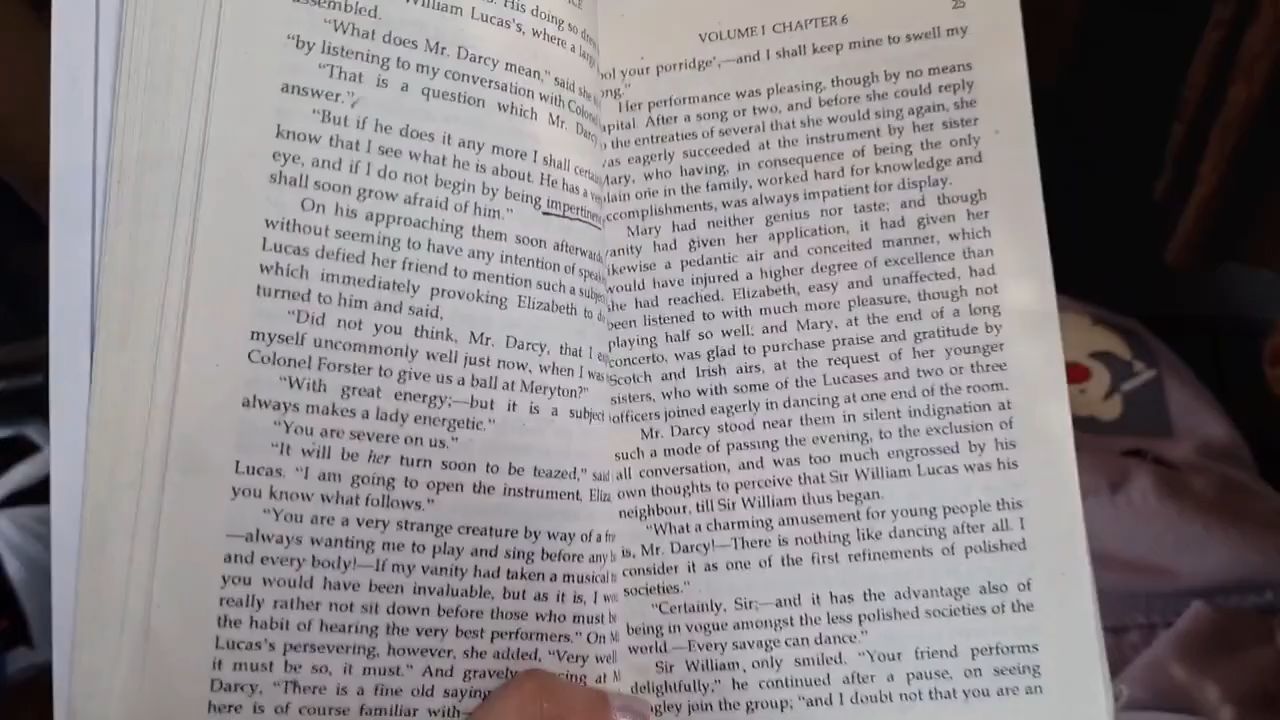 His doing so
William Lucas's, where a
assembled.
"What does Mr. Darcy mean," said she
"by listening to my conversation with
"That is a question which Mr.
answer."
"But if he does it any more I shall
know that I see what he is about. He has a
eye, and if I do not begin by being
shall soon grow afraid of him."
On his approaching them soon
without seeming to have any intention of
Lucas defied her friend to mention such a
which immediately provoking Elizabeth to
turned to him and said,
"Did not you think, Mr. Darcy, that I
myself uncommonly well just now, when I was
Colonel Forster to give us a ball at Meryton?"
"With great energy;—but it is a subject
always makes a lady energetic."
"You are severe on us."
"It will be her turn soon to be teazed," said
Lucas. "I am going to open the instrument,
you know what follows."
"You are a very strange creature by way of a
—always wanting me to play and sing before any
and every body!—If my vanity had taken a musical
you would have been invaluable, but as it is, I
really rather not sit down before those who must
the habit of hearing the very best performers." On
Lucas's persevering, however, she added, "Very well
it must be so, it must." And gravely at
Darcy, "There is a fine old saying
here is of course familiar with
25
VOLUME I CHAPTER 6
your porridge',—and I shall keep mine to swell my
Her performance was pleasing, though by no means
After a song or two, and before she could reply
the entreaties of several that she would sing again, she
was eagerly succeeded at the instrument by her sister
Mary, who having, in consequence of being the only
plain one in the family, worked hard for knowledge and
accomplishments, was always impatient for display.
Mary had neither genius nor taste; and though
vanity had given her application, it had given her
likewise a pedantic air and conceited manner, which
would have injured a higher degree of excellence than
she had reached. Elizabeth, easy and unaffected, had
been listened to with much more pleasure, though not
playing half so well; and Mary, at the end of a long
concerto, was glad to purchase praise and gratitude by
Scotch and Irish airs, at the request of her younger
sisters, who with some of the Lucases and two or three
officers joined eagerly in dancing at one end of the room.
Mr. Darcy stood near them in silent indignation at
such a mode of passing the evening, to the exclusion of
all conversation, and was too much engrossed by his
own thoughts to perceive that Sir William Lucas was his
neighbour, till Sir William thus began.
"What a charming amusement for young people this
is, Mr. Darcy!—There is nothing like dancing after all. I
consider it as one of the first refinements of polished
societies."
"Certainly, Sir;—and it has the advantage also of
being in vogue amongst the less polished societies of the
world.—Every savage can dance."
Sir William, only smiled. "Your friend performs
delightfully," he continued after a pause, on seeing
join the group; "and I doubt not that you are an